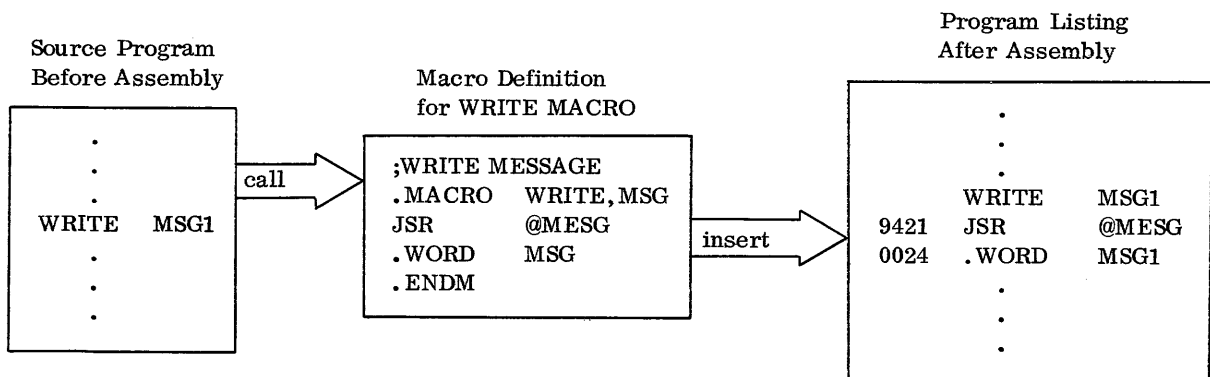 Source Program
Before Assembly
.
.
.
WRITE MSG1
.
.
.
call
Macro Definition
for WRITE MACRO
;WRITE MESSAGE
.MACRO WRITE,MSG
JSR @MESG
.WORD MSG
.ENDM
insert
Program Listing
After Assembly
.
.
.
WRITE MSG1
9421 JSR @MESG
0024 .WORD MSG1
.
.
.